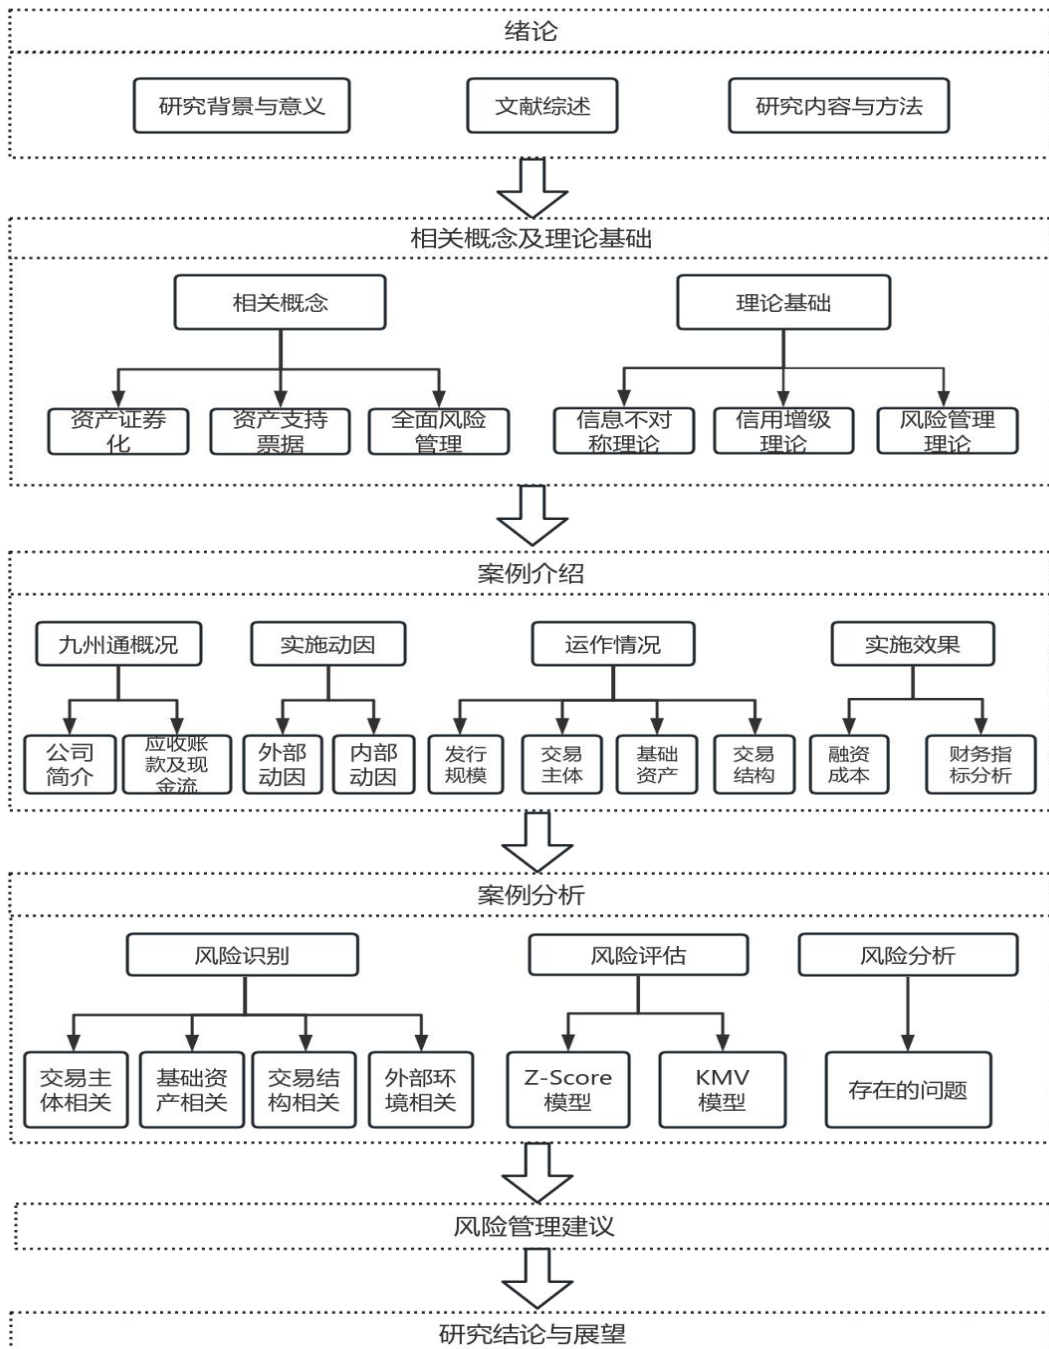 绪论
研究背景与意义
文献综述
研究内容与方法
相关概念及理论基础
相关概念
理论基础
资产证券
化
资产支持
票据
全面风险
管理
信息不对
称理论
信用增级
理论
风险管理
理论
案例介绍
九州通概况
实施动因
运作情况
实施效果
公司
简介
应收账
款及现
金流
外部
动因
内部
动因
发行
规模
交易
主体
基础
资产
交易
结构
融资
成本
财务指
标分析
案例分析
风险识别
风险评估
风险分析
交易主
体相关
基础资
产相关
交易结
构相关
外部环
境相关
Z-Score
模型
KMV
模型
存在的问题
风险管理建议
研究结论与展望